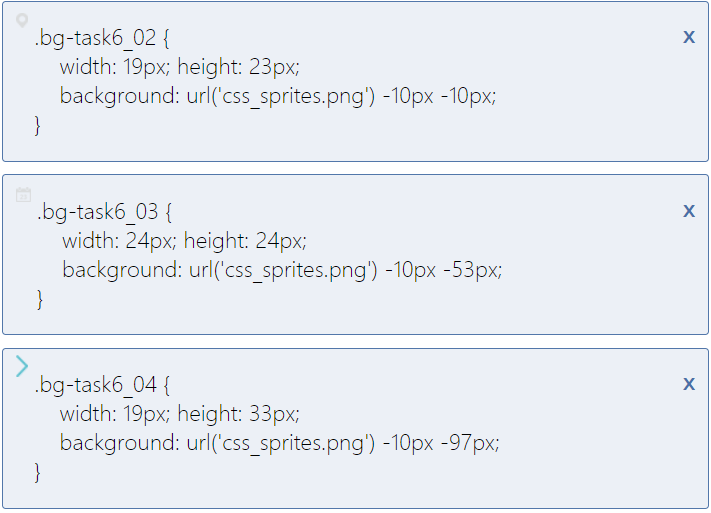 .bg-task6_02 {
X
width: 19px; height: 23px;
background: url('css_sprites.png') -10px -10px;
}
.bg-task6_03 {
X
width: 24px; height: 24px;
background: url('css_sprites.png') -10px -53px;
}
.bg-task6_04 {
X
width: 19px; height: 33px;
background: url('css_sprites.png') -10px -97px;
}